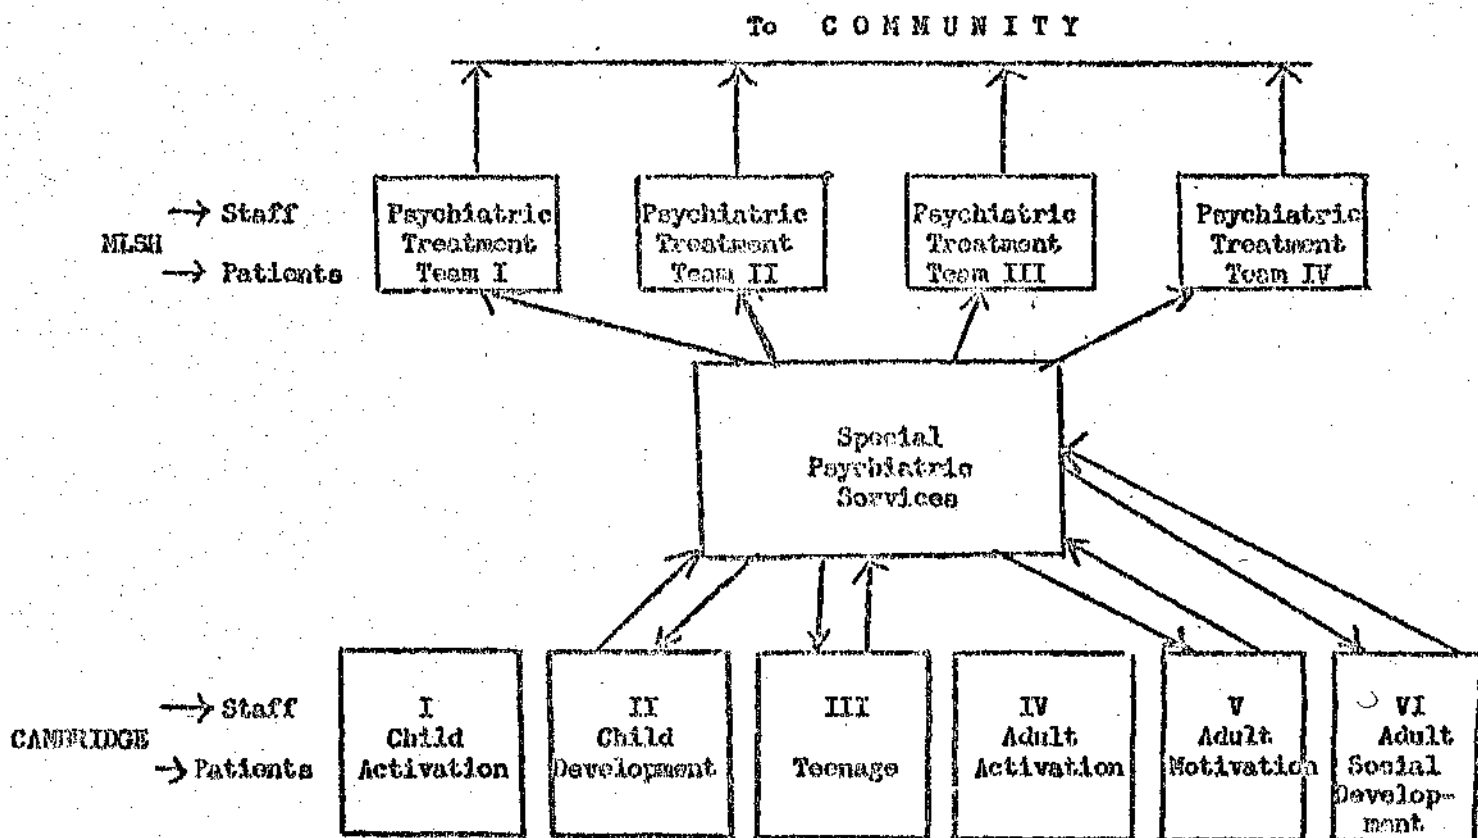 To COMMUNITY
MLSH → Staff
→ Patients
Psychiatric
Treatment
Team I
Psychiatric
Treatment
Team II
Psychiatric
Treatment
Team III
Psychiatric
Treatment
Team IV
Special
Psychiatric
Services
CAMBRIDGE → Staff
→ Patients
I
Child
Activation
II
Child
Development
III
Teenage
IV
Adult
Activation
V
Adult
Motivation
VI
Adult
Social
Develop-
ment